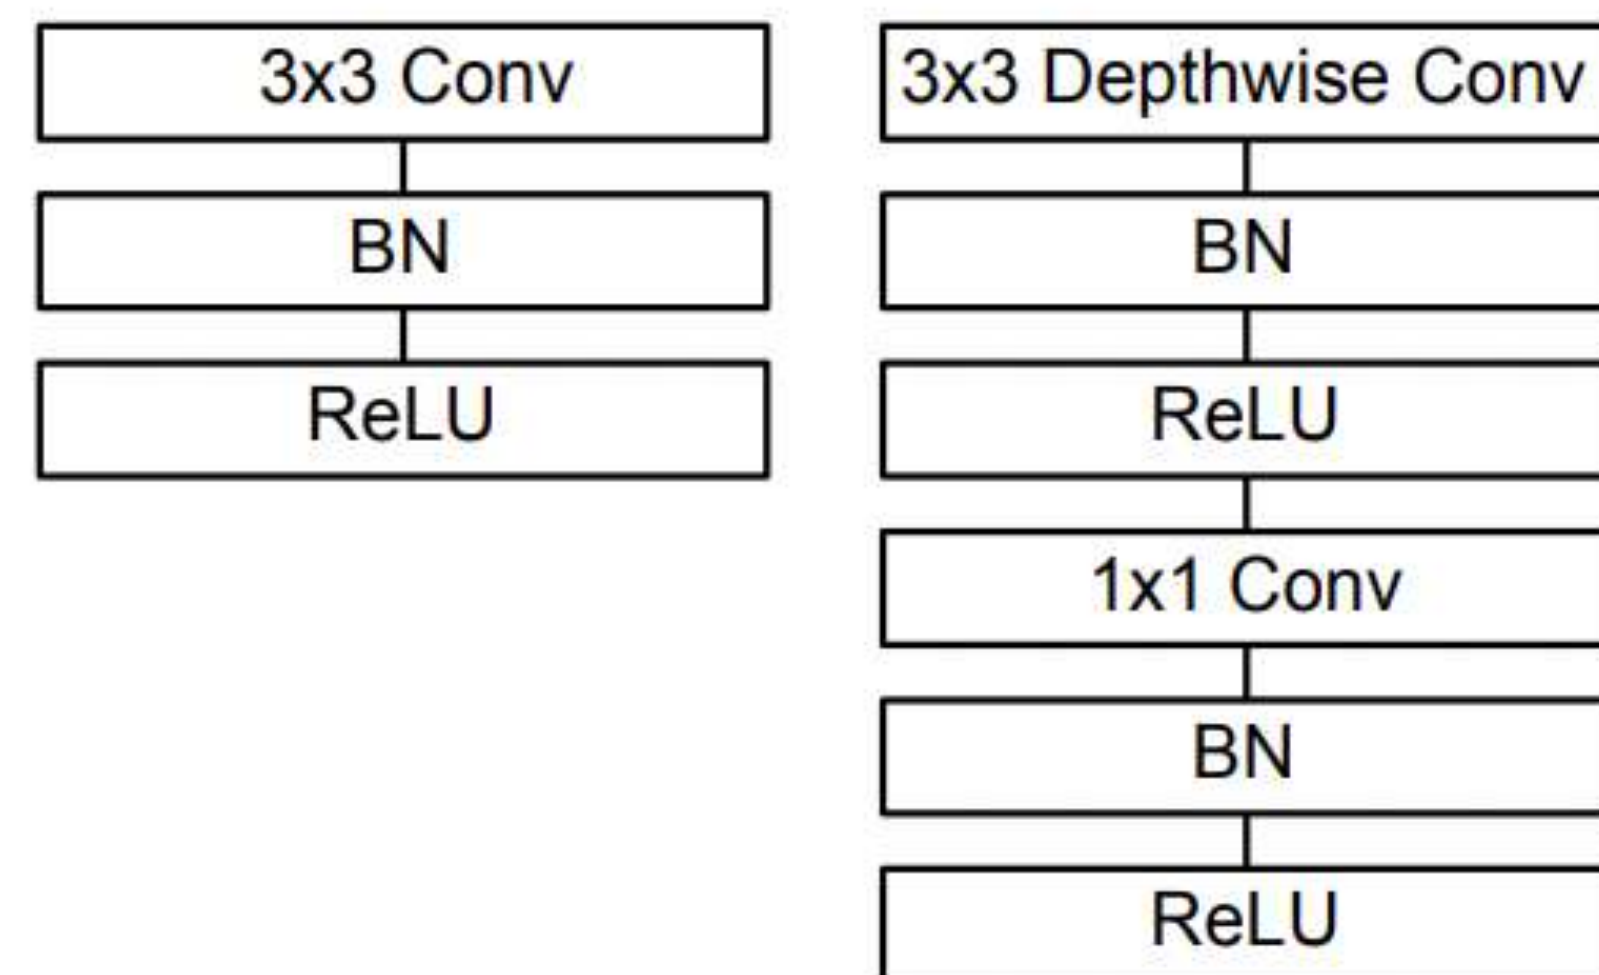 3x3 Conv
BN
ReLU
3x3 Depthwise Conv
BN
ReLU
1x1 Conv
BN
ReLU